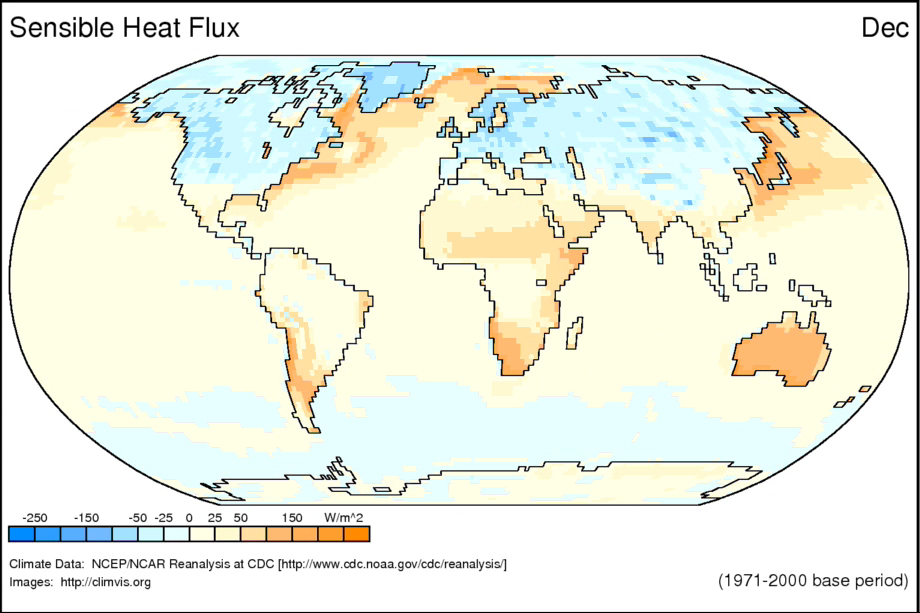 Sensible Heat Flux Dec
-250 -150 -50 -25 0 25 50 150 W/m^2
Climate Data: NCEP/NCAR Reanalysis at CDC [http://www.cdc.noaa.gov/cdc/reanalysis/]
Images: http://climvis.org (1971-2000 base period)